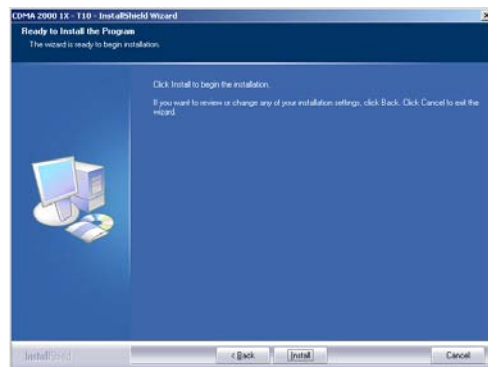 CDMA 2000 1X - T10 - InstallShield Wizard
Ready to Install the Program
The wizard is ready to begin installation.
Click Install to begin the installation.
If you want to review or change any of your installation settings, click Back. Click Cancel to exit the
wizard.
InstallShield
< Back
Install
Cancel